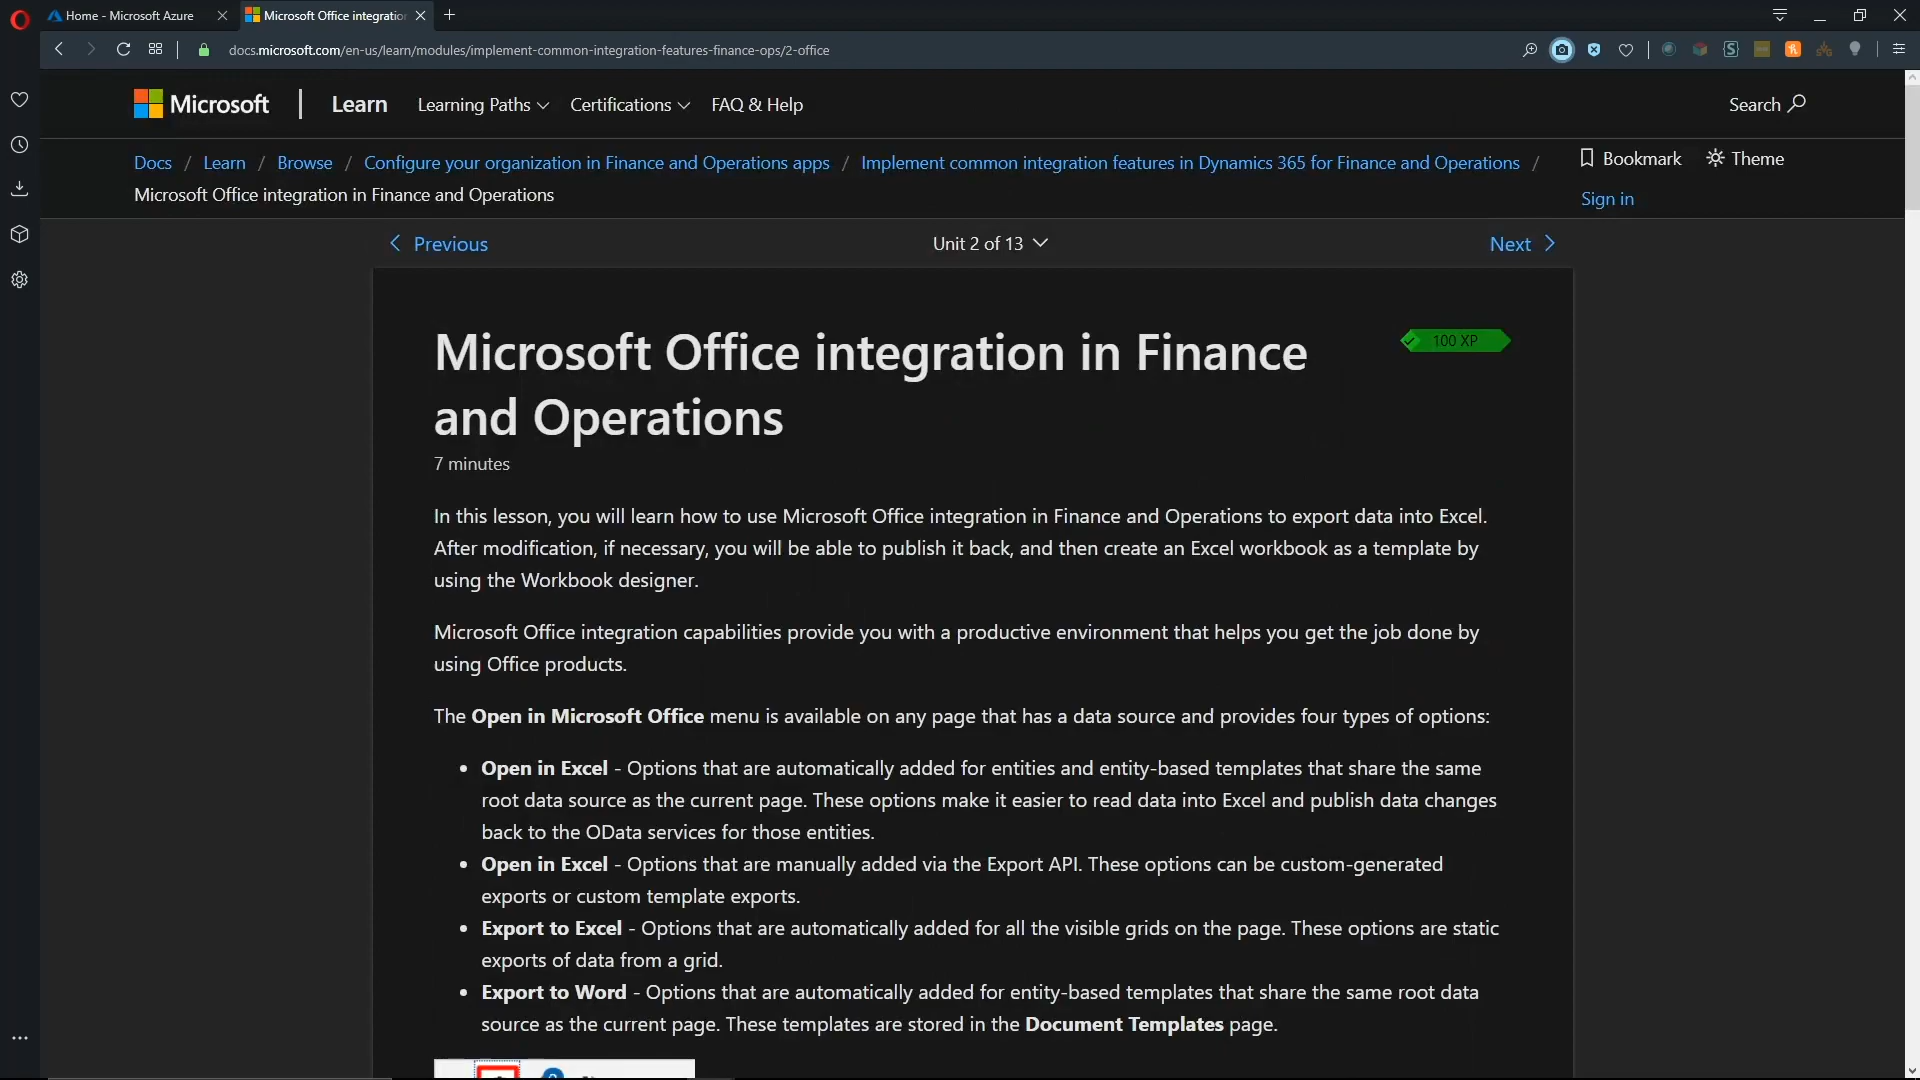 Home - Microsoft Azure
Microsoft Office integratio
docs.microsoft.com/en-us/learn/modules/implement-common-integration-features-finance-ops/2-office
Microsoft | Learn Learning Paths Certifications FAQ & Help Search
Docs / Learn / Browse / Configure your organization in Finance and Operations apps / Implement common integration features in Dynamics 365 for Finance and Operations /
Microsoft Office integration in Finance and Operations
Bookmark Theme
Sign in
Previous Unit 2 of 13 Next
Microsoft Office integration in Finance
and Operations
100 XP
7 minutes
In this lesson, you will learn how to use Microsoft Office integration in Finance and Operations to export data into Excel.
After modification, if necessary, you will be able to publish it back, and then create an Excel workbook as a template by
using the Workbook designer.
Microsoft Office integration capabilities provide you with a productive environment that helps you get the job done by
using Office products.
The Open in Microsoft Office menu is available on any page that has a data source and provides four types of options:
• Open in Excel - Options that are automatically added for entities and entity-based templates that share the same
root data source as the current page. These options make it easier to read data into Excel and publish data changes
back to the OData services for those entities.
• Open in Excel - Options that are manually added via the Export API. These options can be custom-generated
exports or custom template exports.
• Export to Excel - Options that are automatically added for all the visible grids on the page. These options are static
exports of data from a grid.
• Export to Word - Options that are automatically added for entity-based templates that share the same root data
source as the current page. These templates are stored in the Document Templates page.